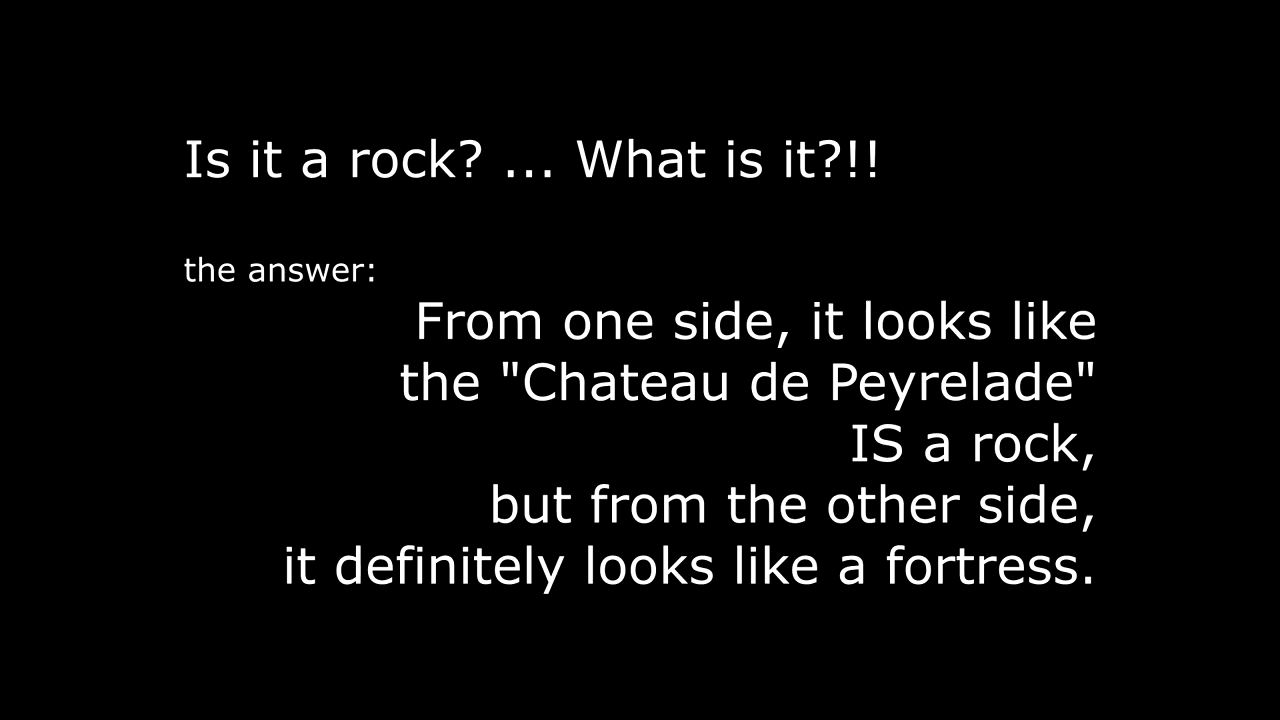 Is it a rock? ... What is it?!!
the answer:
From one side, it looks like
the "Chateau de Peyrelade"
IS a rock,
but from the other side,
it definitely looks like a fortress.